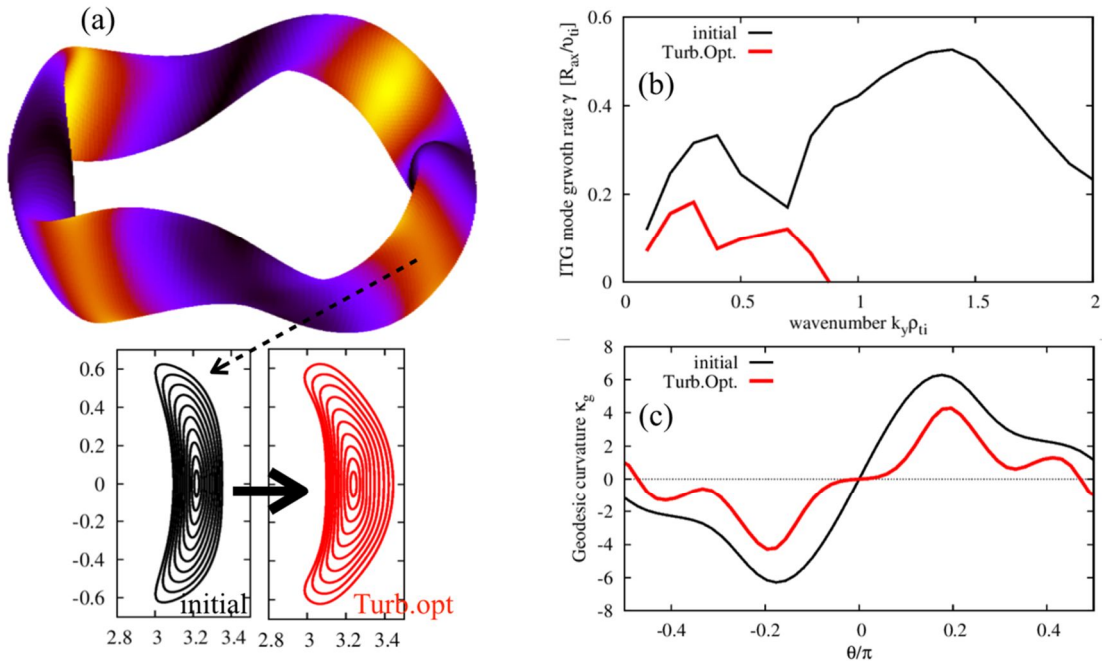 (a)
0.6
0.4
0.2
0
-0.2
-0.4
-0.6
initial
Turb.opt
2.8 3 3.2 3.4 2.8 3 3.2 3.4
(b)
initial
Turb.Opt.
ITG mode grwoth rate γ [R_ax/υ_ti]
0.6
0.4
0.2
0
0 0.5 1 1.5 2
wavenumber k_yρ_ti
(c)
initial
Turb.Opt.
Geodesic curvature κ_g
8
6
4
2
0
-2
-4
-6
-8
-0.4 -0.2 0 0.2 0.4
θ/π